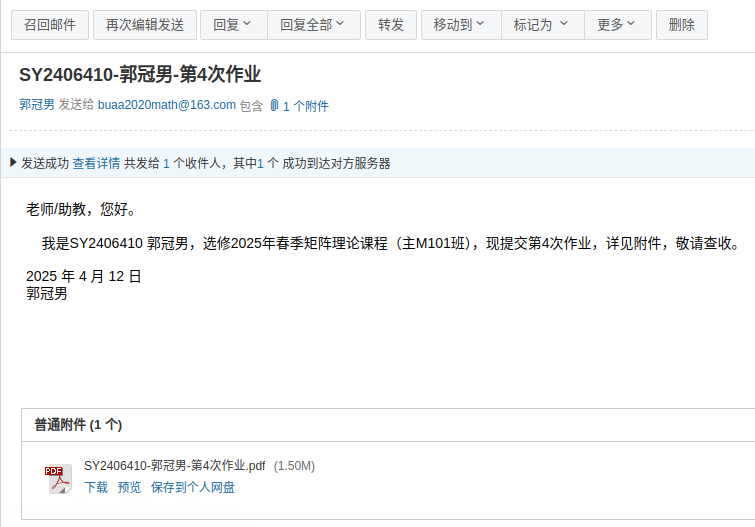 召回邮件 再次编辑发送 回复 回复全部 转发 移动到 标记为 更多 删除
SY2406410-郭冠男-第4次作业
郭冠男 发送给 buaa2020math@163.com 包含 1 个附件
发送成功 查看详情 共发给 1 个收件人，其中1 个 成功到达对方服务器
老师/助教，您好。
我是SY2406410 郭冠男，选修2025年春季矩阵理论课程（主M101班），现提交第4次作业，详见附件，敬请查收。
2025 年 4 月 12 日
郭冠男
普通附件 (1 个)
PDF
SY2406410-郭冠男-第4次作业.pdf (1.50M)
下载 预览 保存到个人网盘